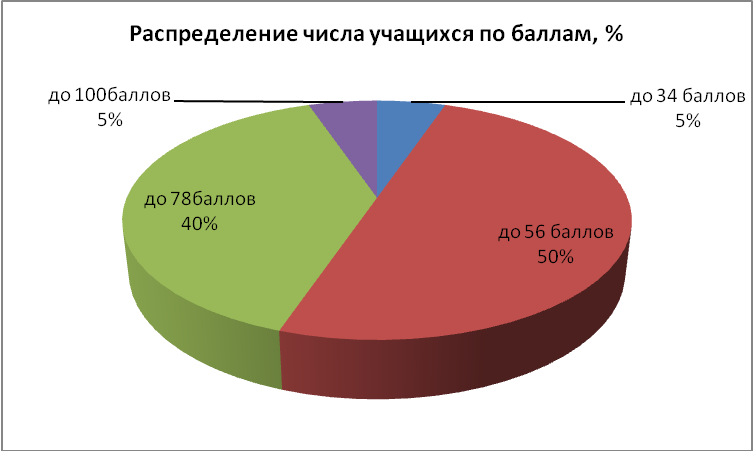 Распределение числа учащихся по баллам, %
до 100баллов
5%
до 34 баллов
5%
до 78баллов
40%
до 56 баллов
50%